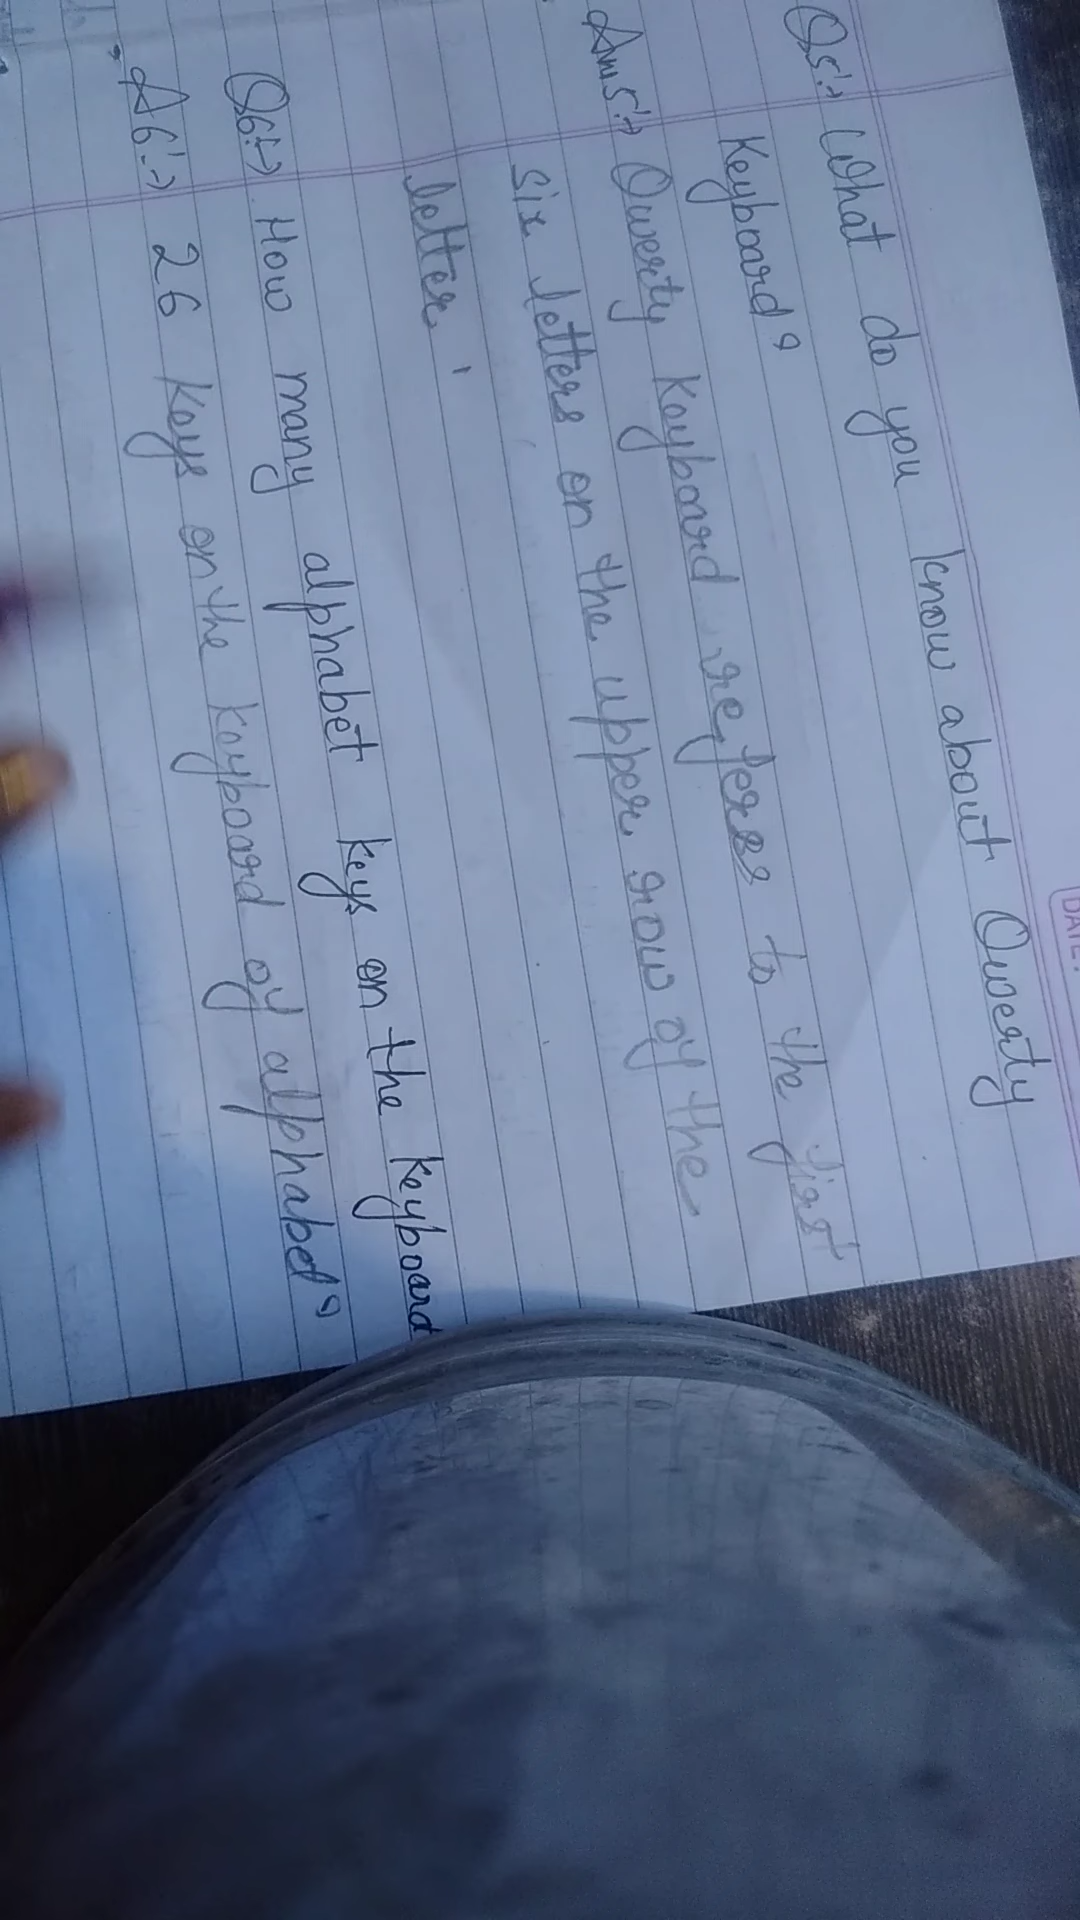 DATE:
Q5:→ What do you know about Qwerty
Keyboard?
Ans5:→ Qwerty Keyboard refers to the first
six letters on the upper row of the
letter.
Q6:→ How many alphabet keys on the keyboard
A6:→ 26 Keys on the keyboard of alphabet?